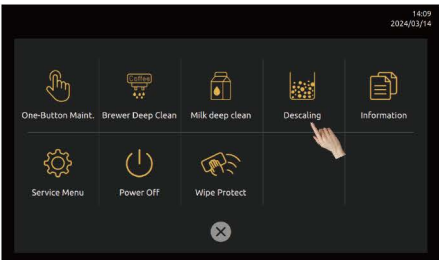 14:09
2024/03/14
Coffee
One-Button Maint. Brewer Deep Clean Milk deep clean Descaling Information
Service Menu Power Off Wipe Protect